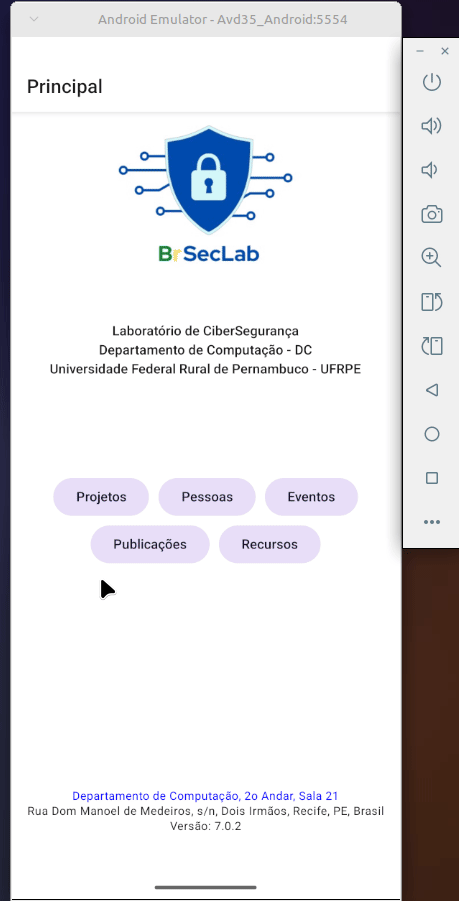 Android Emulator - Avd35_Android:5554
Principal
BrSecLab
Laboratório de CiberSegurança
Departamento de Computação - DC
Universidade Federal Rural de Pernambuco - UFRPE
Projetos Pessoas Eventos
Publicações Recursos
Departamento de Computação, 2o Andar, Sala 21
Rua Dom Manoel de Medeiros, s/n, Dois Irmãos, Recife, PE, Brasil
Versão: 7.0.2